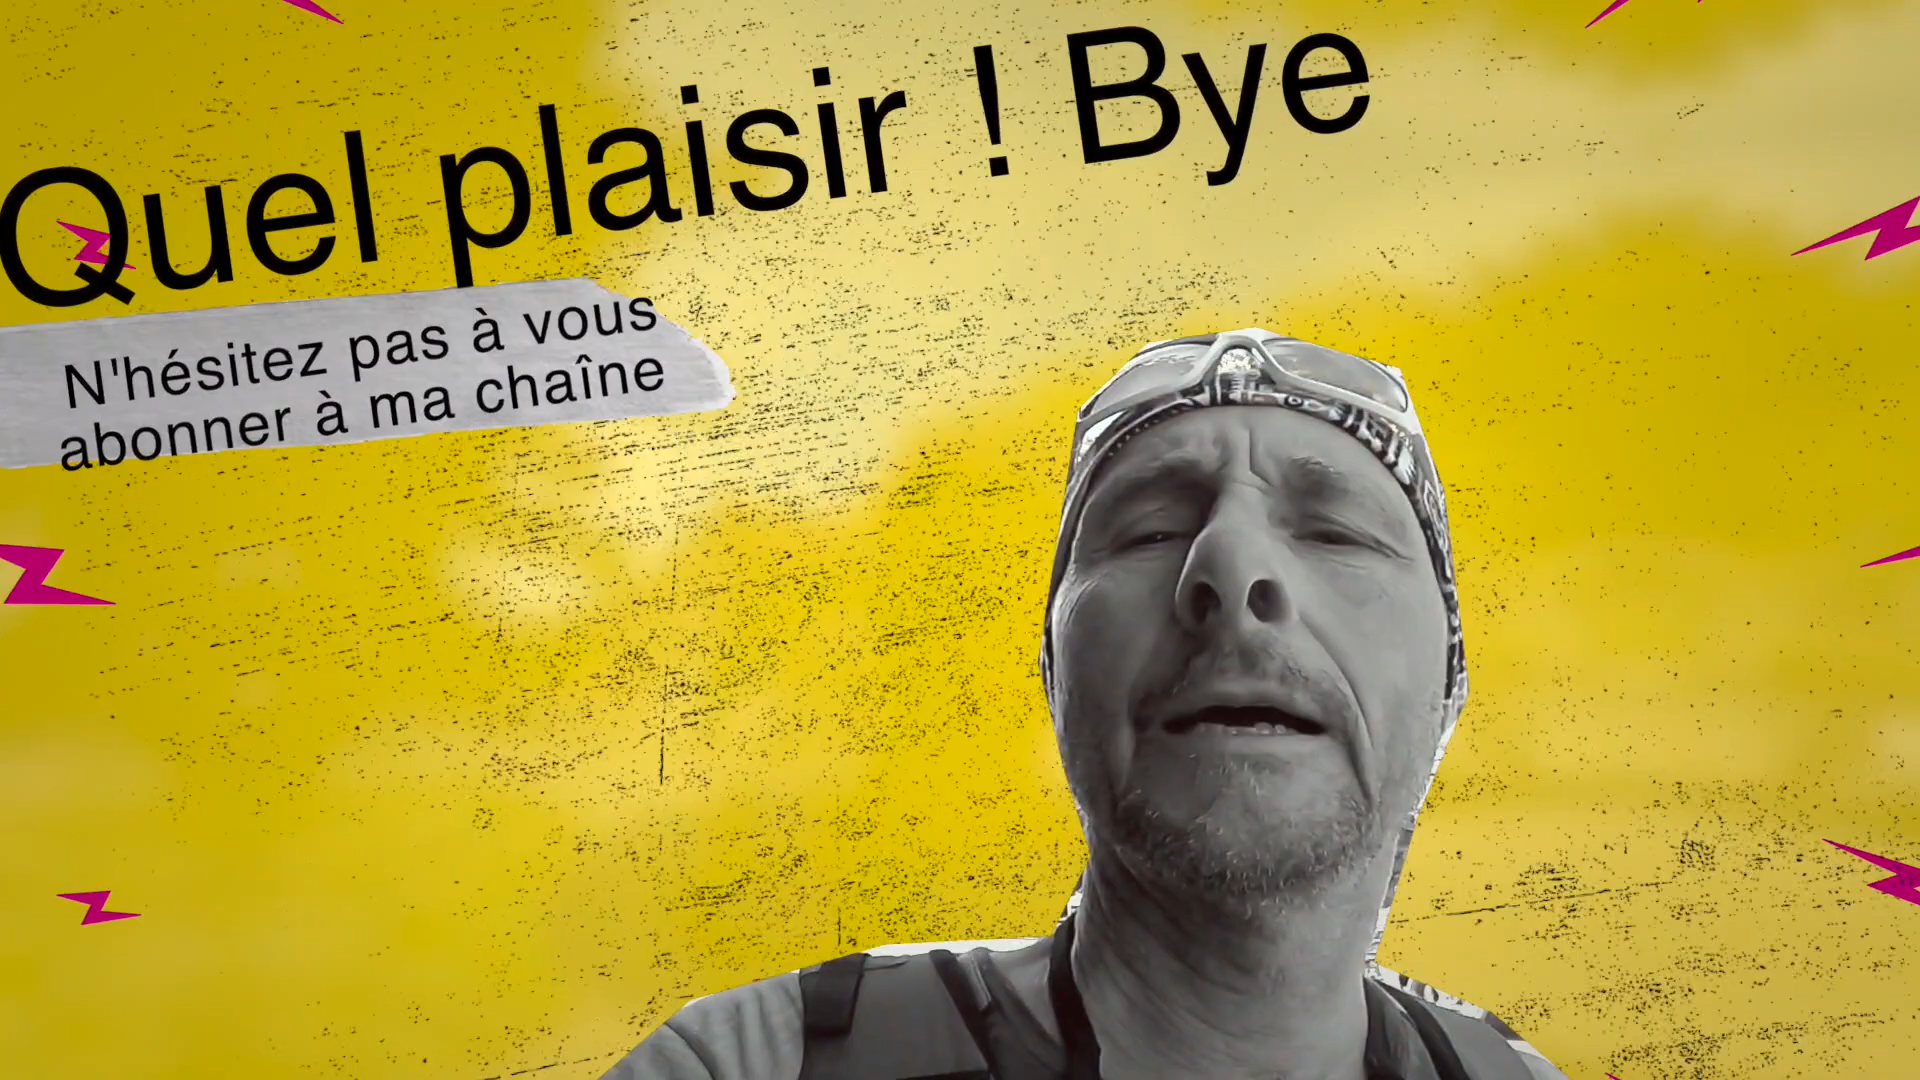 Quel plaisir ! Bye
N'hésitez pas à vous
abonner à ma chaîne